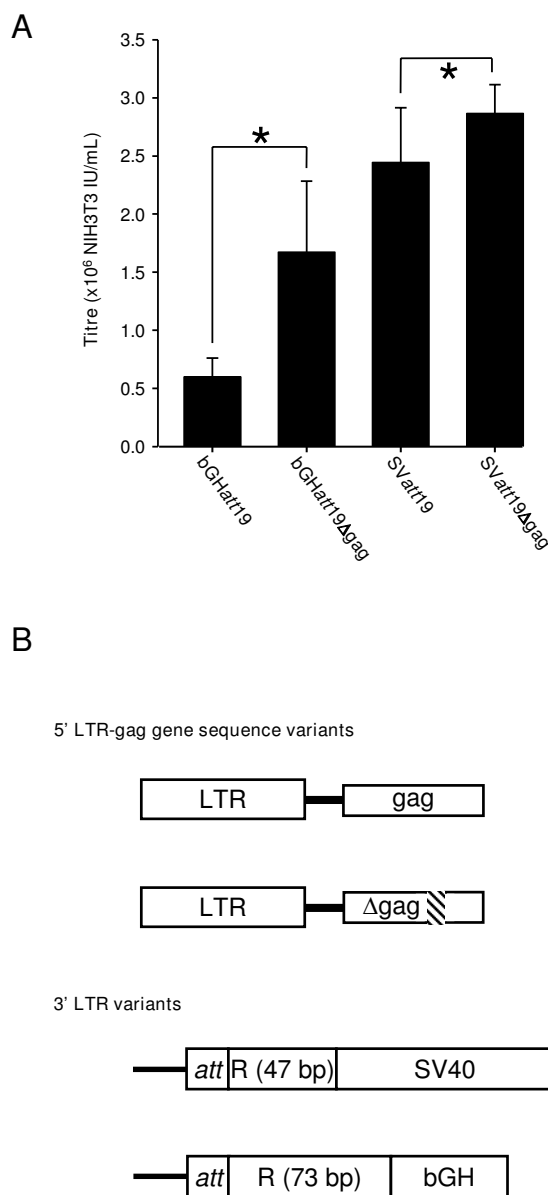 A
3.5
3.0
2.5
2.0
1.5
1.0
0.5
0.0
Titre (x10⁶ NIH3T3 IU/mL)
*
*
bGHatt19
bGHatt19Δgag
SVatt19
SVatt19Δgag
B
5' LTR-gag gene sequence variants
LTR gag
LTR Δgag
3' LTR variants
att R (47 bp) SV40
att R (73 bp) bGH